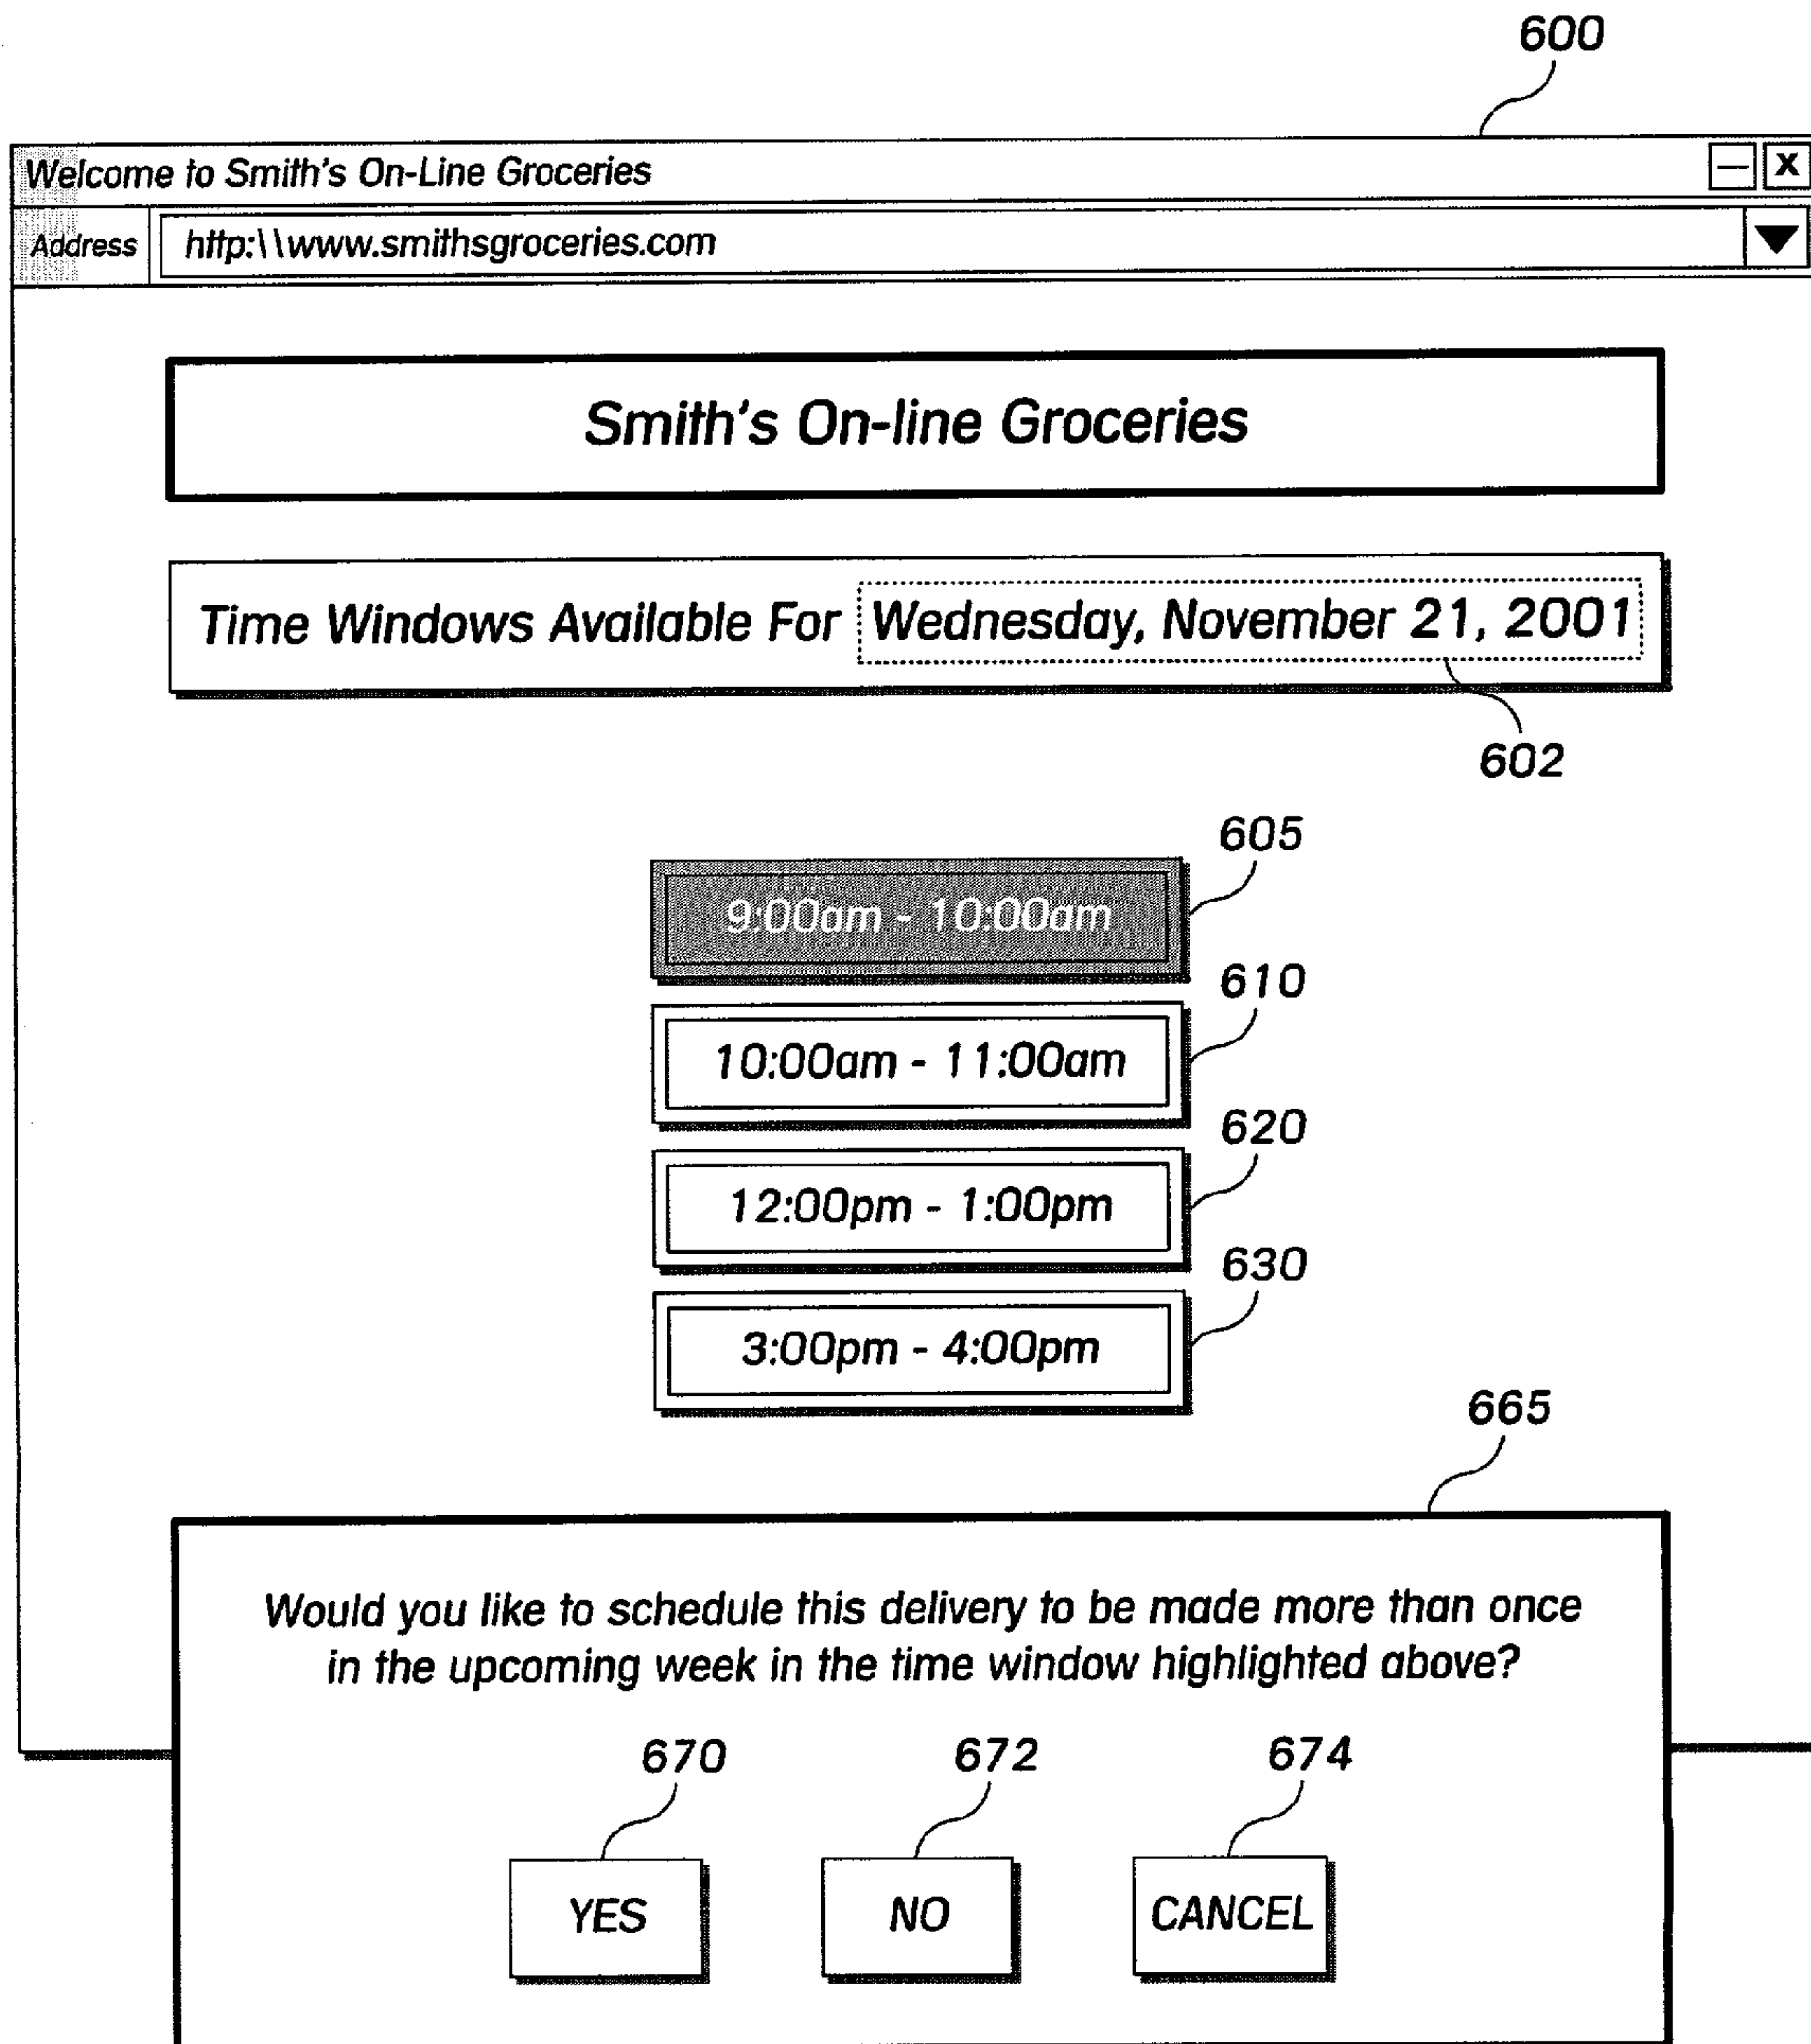 600
Welcome to Smith's On-Line Groceries
— X
Address http:\\www.smithsgroceries.com
Smith's On-line Groceries
Time Windows Available For Wednesday, November 21, 2001
602
605
9:00am - 10:00am
610
10:00am - 11:00am
620
12:00pm - 1:00pm
630
3:00pm - 4:00pm
665
Would you like to schedule this delivery to be made more than once
in the upcoming week in the time window highlighted above?
670 672 674
YES NO CANCEL